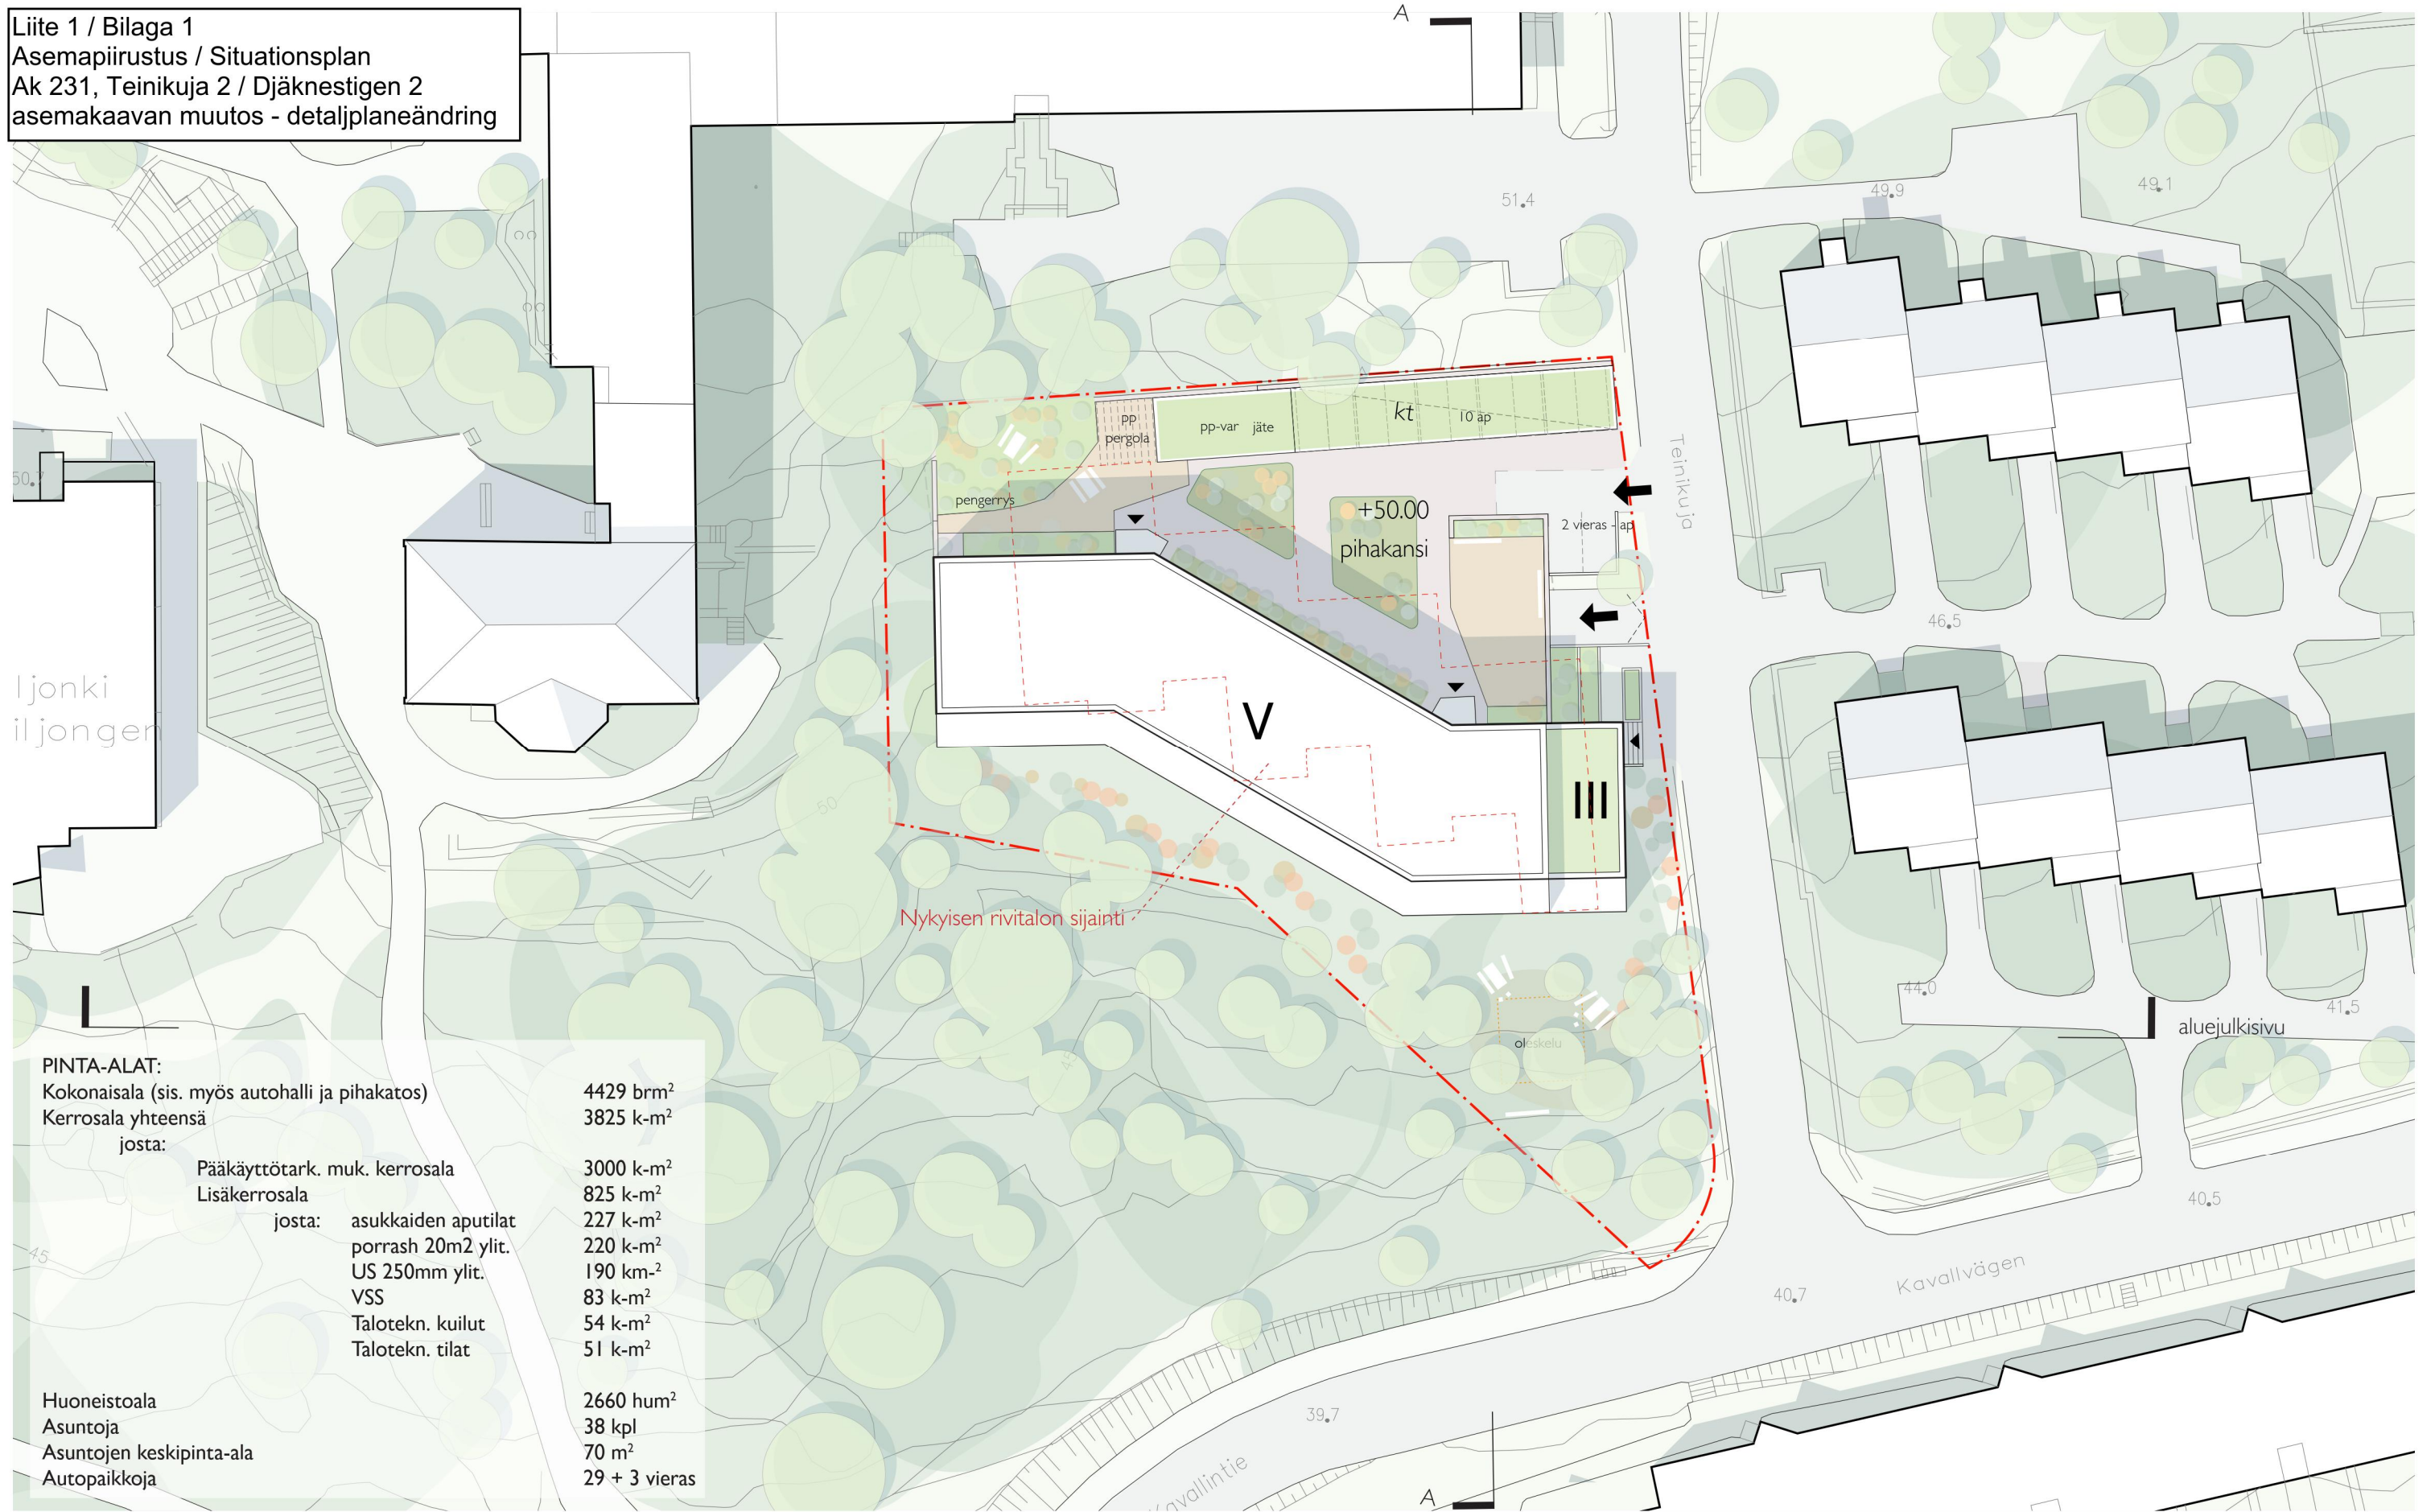 Liite 1 / Bilaga 1
Asemapiirustus / Situationsplan
Ak 231, Teinikuja 2 / Djäknestigen 2
asemakaavan muutos - detaljplaneändring
A
51.4
49.9
49.1
50.7
pp
pergola
pp-var jäte
kt
10 ap
Teinikuja
pengerrys
+50.00
pihakansi
2 vieras - ap
46.5
ljonki
iljongen
V
III
50
Nykyisen rivitalon sijainti
44.0
41.5
aluejulkisivu
oleskelu
45
PINTA-ALAT:
Kokonaisala (sis. myös autohalli ja pihakatos) 4429 brm²
Kerrosala yhteensä 3825 k-m²
josta:
Pääkäyttötark. muk. kerrosala 3000 k-m²
Lisäkerrosala 825 k-m²
josta: asukkaiden aputilat 227 k-m²
porrash 20m2 ylit. 220 k-m²
US 250mm ylit. 190 km-²
VSS 83 k-m²
Talotekn. kuilut 54 k-m²
Talotekn. tilat 51 k-m²
Huoneistoala 2660 hum²
Asuntoja 38 kpl
Asuntojen keskipinta-ala 70 m²
Autopaikkoja 29 + 3 vieras
45
40.5
Kavallvägen
40.7
39.7
avallintie
A